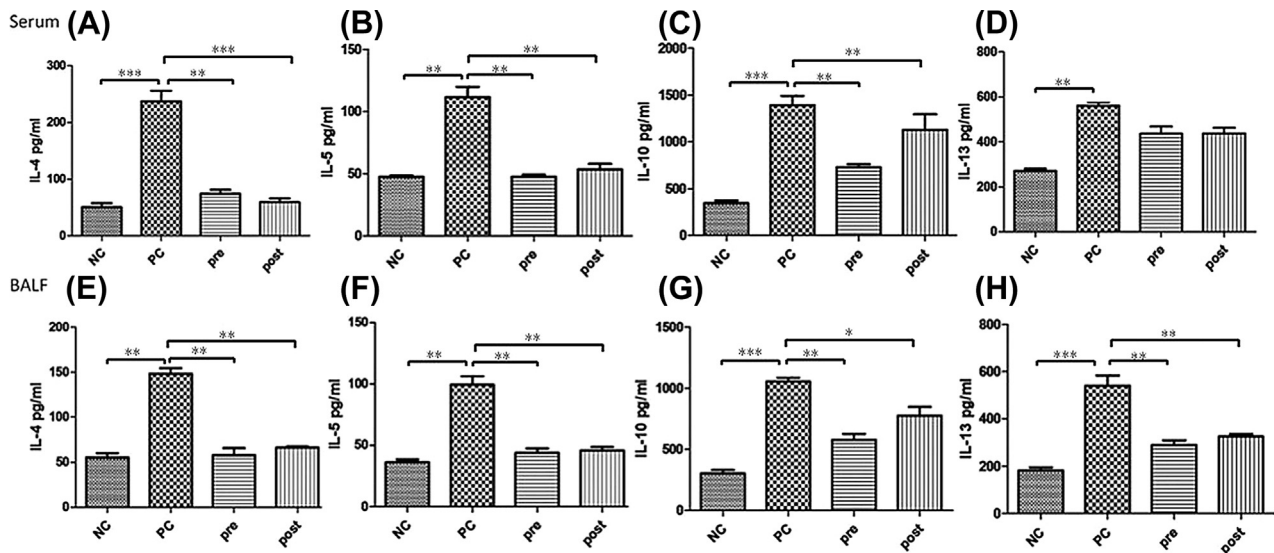 Serum (A) (B) (C) (D)
*** *** **
IL-4 pg/ml
300
200
100
0
NC PC pre post
** ** **
IL-5 pg/ml
150
100
50
0
NC PC pre post
*** ** **
IL-10 pg/ml
2000
1500
1000
500
0
NC PC pre post
**
IL-13 pg/ml
800
600
400
200
0
NC PC pre post
BALF (E) (F) (G) (H)
** ** **
IL-4 pg/ml
200
150
100
50
0
NC PC pre post
** ** **
IL-5 pg/ml
150
100
50
0
NC PC pre post
*** ** *
IL-10 pg/ml
1500
1000
500
0
NC PC pre post
*** ** **
IL-13 pg/ml
800
600
400
200
0
NC PC pre post